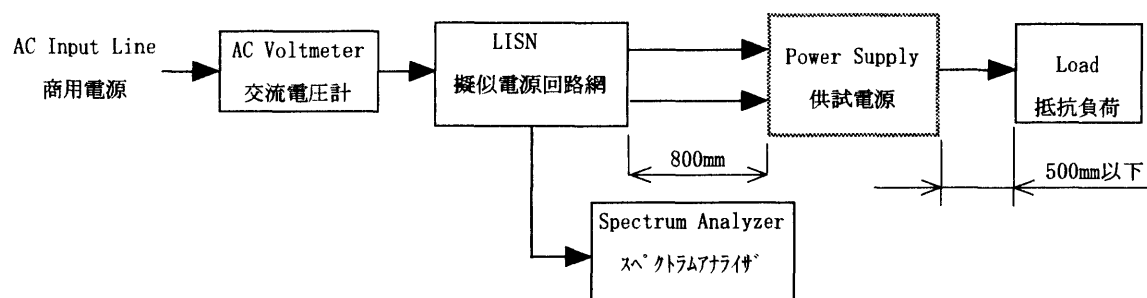 AC Input Line
商用電源
AC Voltmeter
交流電圧計
LISN
擬似電源回路網
Power Supply
供試電源
Load
抵抗負荷
800mm
500mm以下
Spectrum Analyzer
ｽﾍﾟｸﾄﾗﾑｱﾅﾗｲｻﾞ